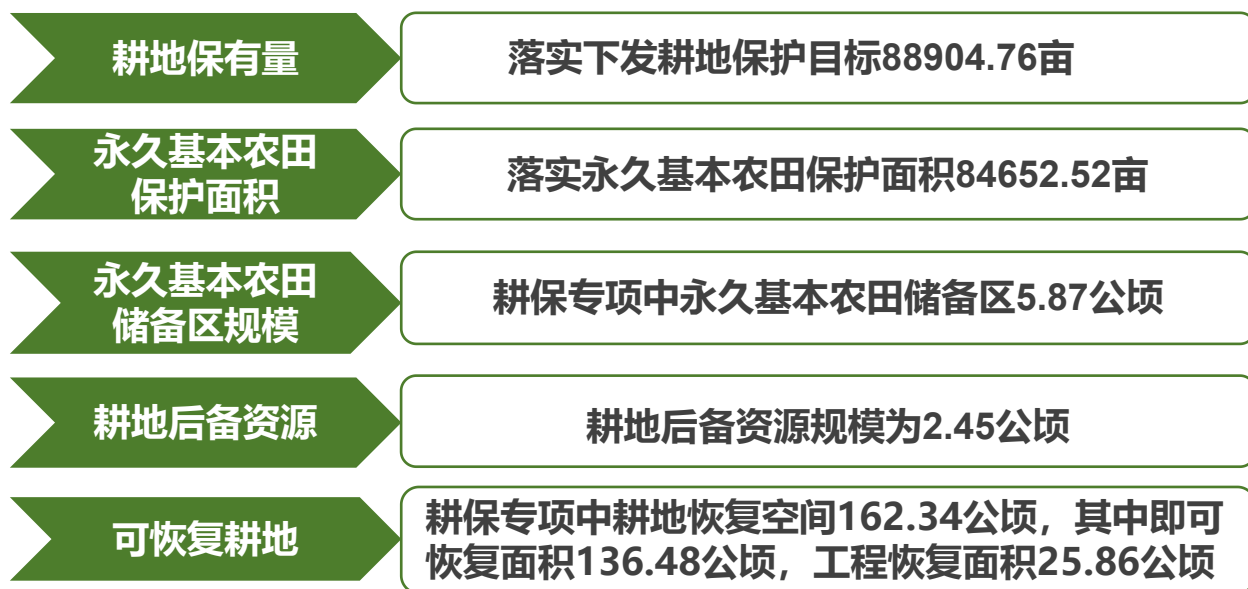 耕地保有量
落实下发耕地保护目标88904.76亩
永久基本农田
保护面积
落实永久基本农田保护面积84652.52亩
永久基本农田
储备区规模
耕保专项中永久基本农田储备区5.87公顷
耕地后备资源
耕地后备资源规模为2.45公顷
可恢复耕地
耕保专项中耕地恢复空间162.34公顷，其中即可
恢复面积136.48公顷，工程恢复面积25.86公顷